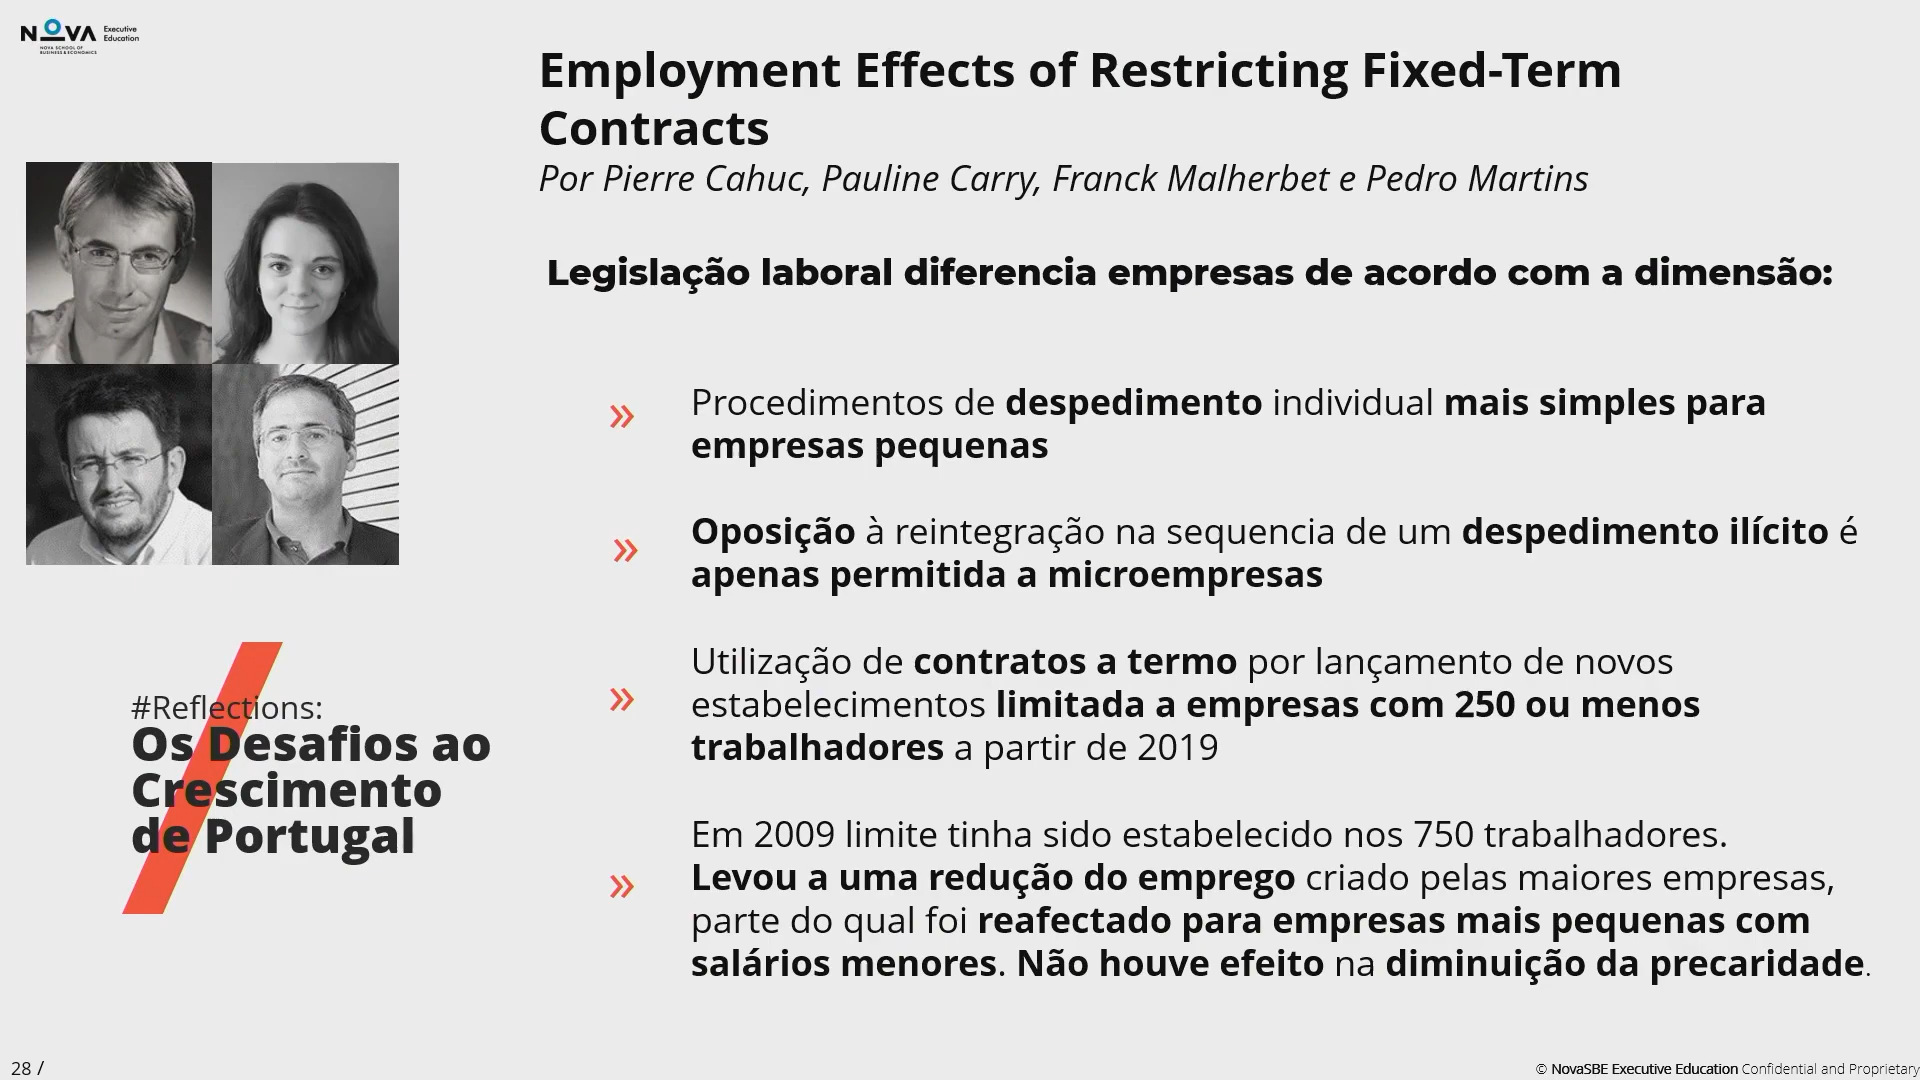 NOVA
Executive
Education
NOVA SCHOOL OF
BUSINESS & ECONOMICS
Employment Effects of Restricting Fixed-Term
Contracts
Por Pierre Cahuc, Pauline Carry, Franck Malherbet e Pedro Martins
Legislação laboral diferencia empresas de acordo com a dimensão:
» Procedimentos de despedimento individual mais simples para
empresas pequenas
» Oposição à reintegração na sequencia de um despedimento ilícito é
apenas permitida a microempresas
» Utilização de contratos a termo por lançamento de novos
estabelecimentos limitada a empresas com 250 ou menos
trabalhadores a partir de 2019
» Em 2009 limite tinha sido estabelecido nos 750 trabalhadores.
Levou a uma redução do emprego criado pelas maiores empresas,
parte do qual foi reafectado para empresas mais pequenas com
salários menores. Não houve efeito na diminuição da precaridade.
#Reflections:
Os Desafios ao
Crescimento
de Portugal
28 /
© NovaSBE Executive Education Confidential and Proprietary